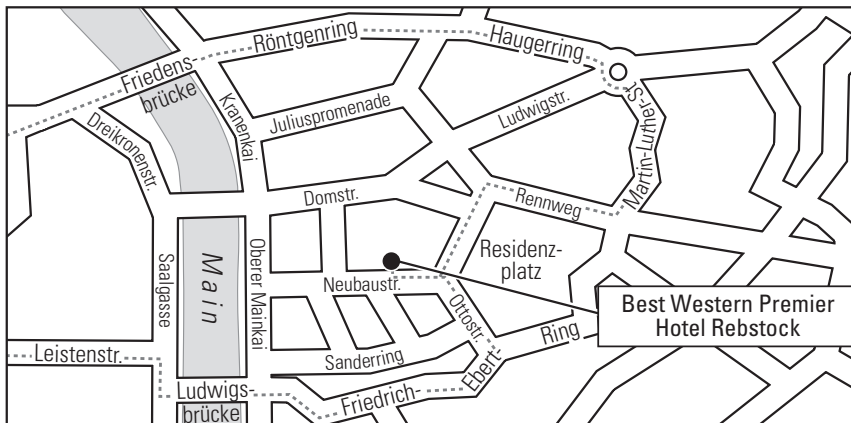 Röntgenring
Haugerring
Friedens-
brücke
Kranenkai
Juliuspromenade
Ludwigstr.
Martin-Luther-St
Dreikronenstr.
Domstr.
Rennweg
Residenz-
platz
Saalgasse
Main
Oberer Mainkai
Neubaustr.
Ottostr.
Best Western Premier
Hotel Rebstock
Leistenstr.
Sanderring
Ludwigs-
brücke
Friedrich-
Ebert-
Ring